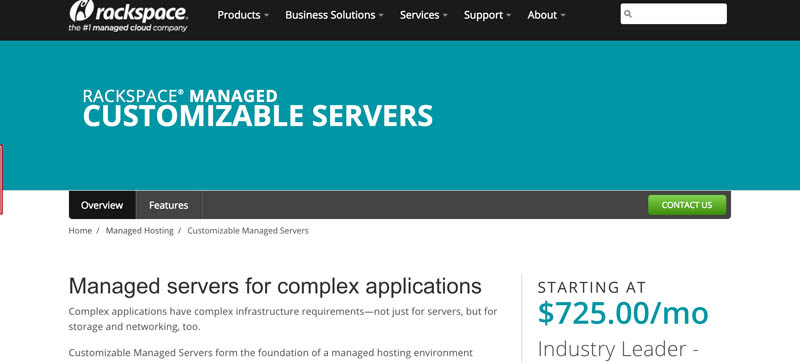 rackspace®
the #1 managed cloud company
Products Business Solutions Services Support About
RACKSPACE® MANAGED
CUSTOMIZABLE SERVERS
Overview Features CONTACT US
Home / Managed Hosting / Customizable Managed Servers
Managed servers for complex applications
Complex applications have complex infrastructure requirements—not just for servers, but for
storage and networking, too.
Customizable Managed Servers form the foundation of a managed hosting environment
STARTING AT
$725.00/mo
Industry Leader -